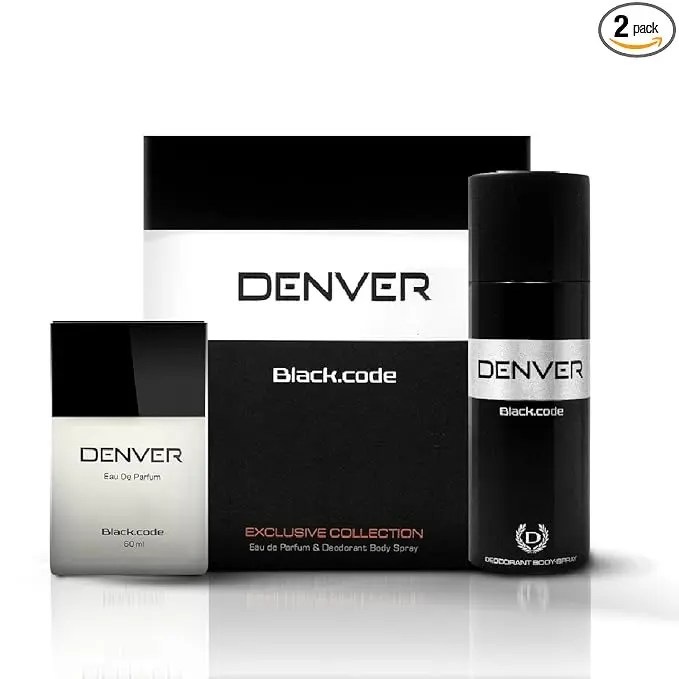 2 pack
DENVER
Black.code
EXCLUSIVE COLLECTION
Eau de Parfum & Deodorant Body Spray
DENVER
Eau De Parfum
Black.code
60 ml
DENVER
Black.code
D
DEODORANT BODY-SPRAY